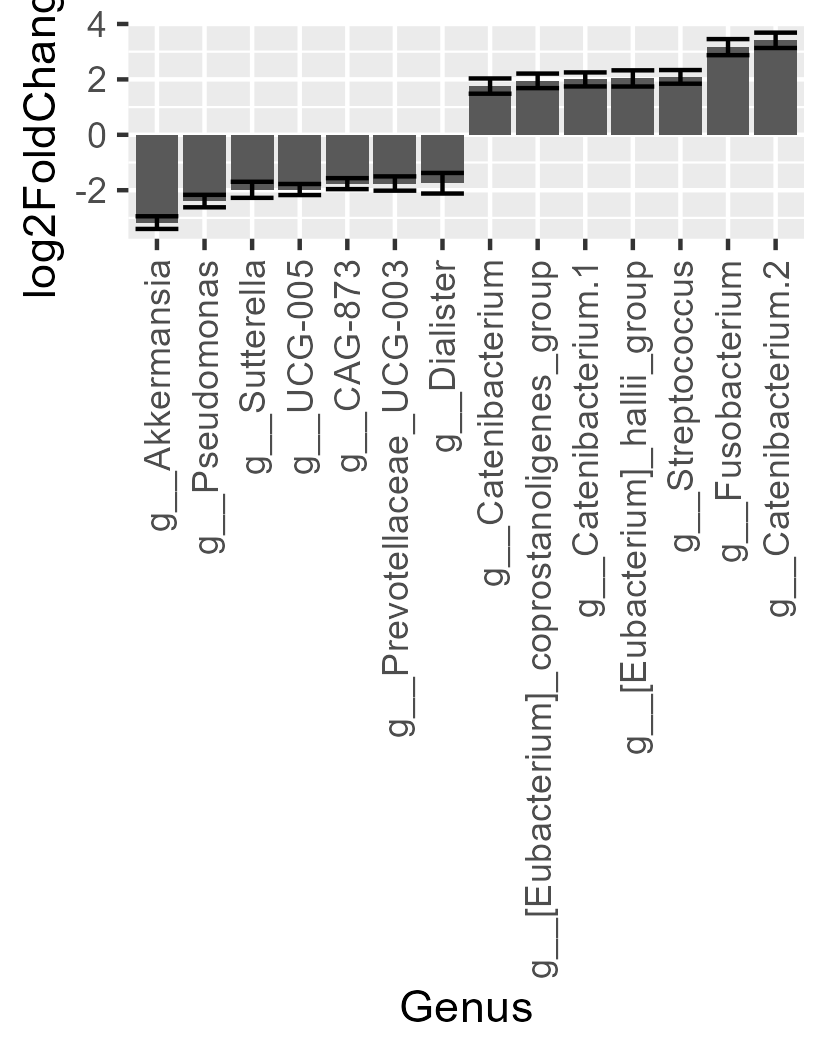 log2FoldChang
4
2
0
-2
g__Akkermansia
g__Pseudomonas
g__Sutterella
g__UCG-005
g__CAG-873
g__Prevotellaceae_UCG-003
g__Dialister
g__Catenibacterium
g__[Eubacterium]_coprostanoligenes_group
g__Catenibacterium.1
g__[Eubacterium]_hallii_group
g__Streptococcus
g__Fusobacterium
g__Catenibacterium.2
Genus